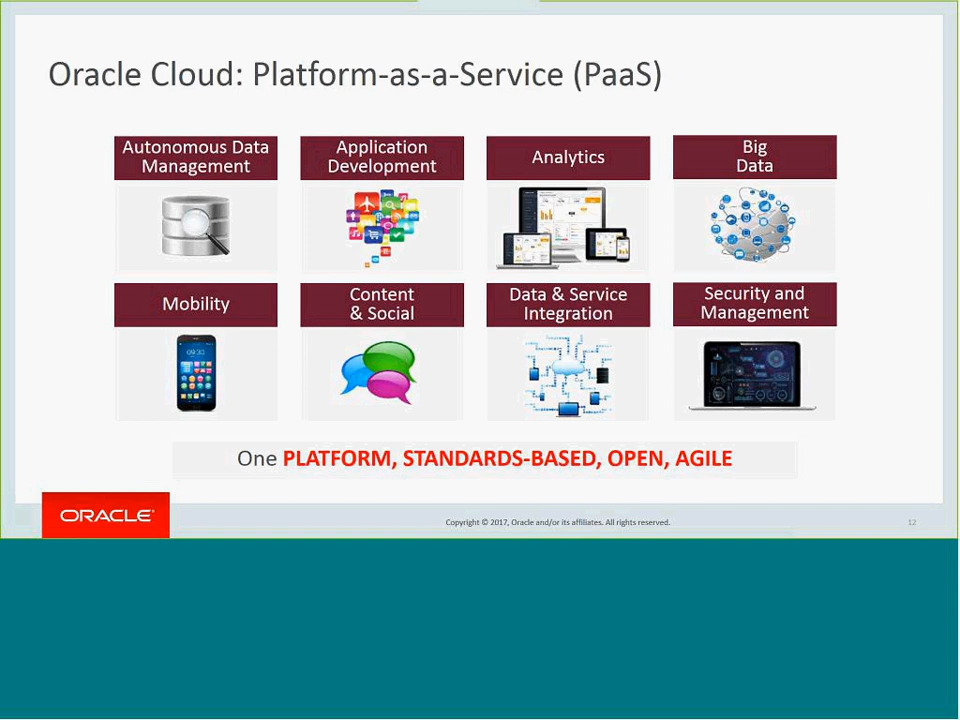 Oracle Cloud: Platform-as-a-Service (PaaS)
Autonomous Data
Management
Application
Development
Analytics
Big
Data
Mobility
Content
& Social
Data & Service
Integration
Security and
Management
09:30
One PLATFORM, STANDARDS-BASED, OPEN, AGILE
ORACLE®
Copyright © 2017, Oracle and/or its affiliates. All rights reserved.
12